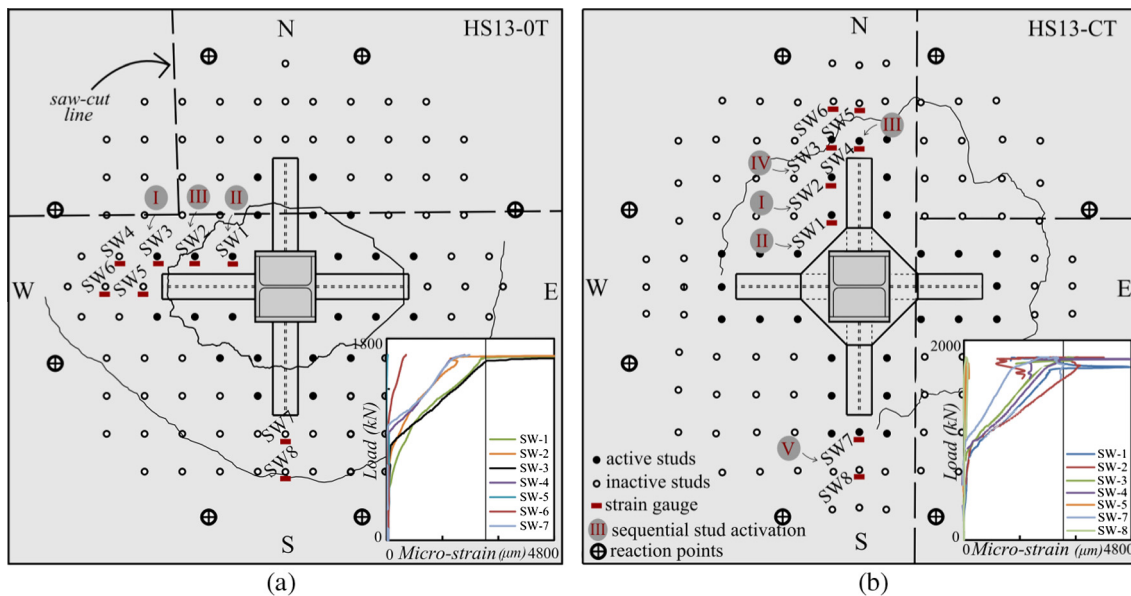 HS13-0T
N
saw-cut
line
I
III
II
SW4
SW3
SW2
SW1
SW6
SW5
W
E
SW7
SW8
S
1800
Load (kN)
SW-1
SW-2
SW-3
SW-4
SW-5
SW-6
SW-7
0
0
Micro-strain (μm)
4800
(a)
HS13-CT
N
SW6
SW5
III
IV
SW3
SW4
I
SW2
II
SW1
W
E
V
SW7
SW8
S
active studs
inactive studs
strain gauge
III sequential stud activation
reaction points
2000
Load (kN)
SW-1
SW-2
SW-3
SW-4
SW-5
SW-7
SW-8
0
0
Micro-strain (μm)
4800
(b)